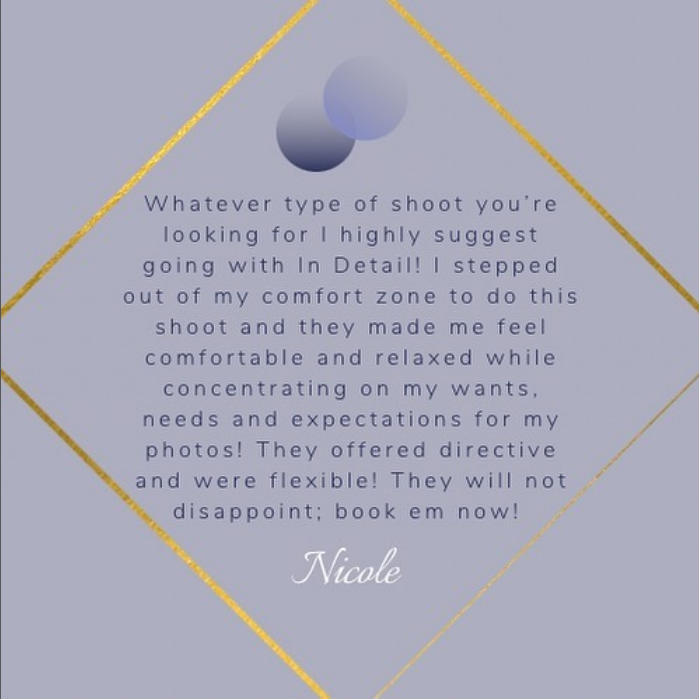 Whatever type of shoot you’re
looking for I highly suggest
going with In Detail! I stepped
out of my comfort zone to do this
shoot and they made me feel
comfortable and relaxed while
concentrating on my wants,
needs and expectations for my
photos! They offered directive
and were flexible! They will not
disappoint; book em now!
Nicole